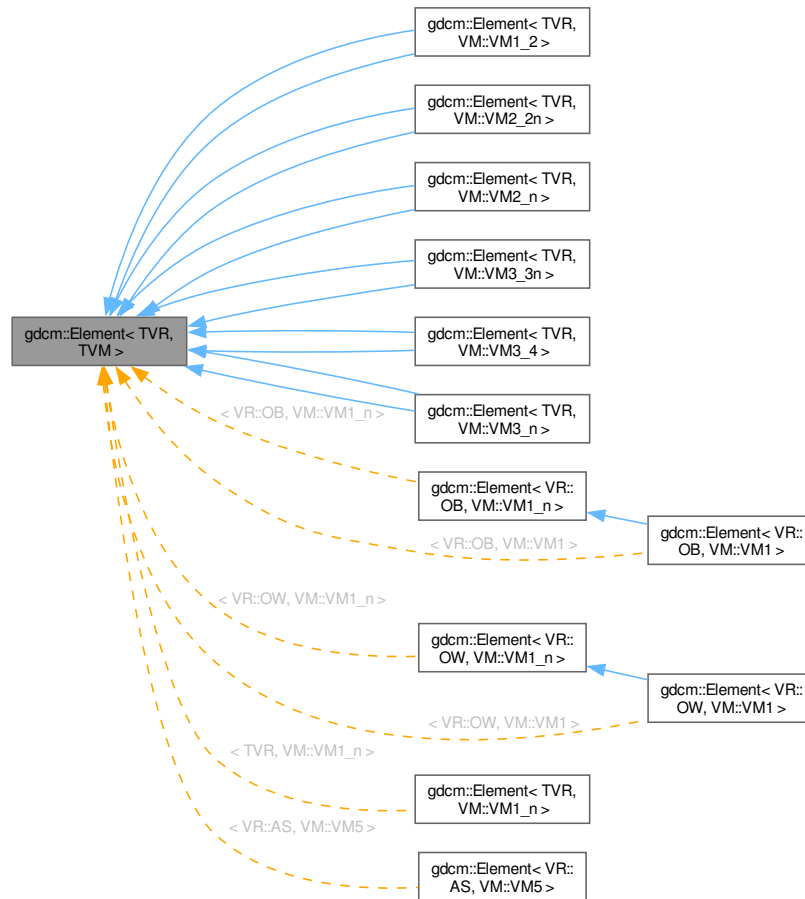 gdcm::Element< TVR,
VM::VM1_2 >
gdcm::Element< TVR,
VM::VM2_2n >
gdcm::Element< TVR,
VM::VM2_n >
gdcm::Element< TVR,
VM::VM3_3n >
gdcm::Element< TVR,
TVM >
gdcm::Element< TVR,
VM::VM3_4 >
gdcm::Element< TVR,
VM::VM3_n >
< VR::OB, VM::VM1_n >
gdcm::Element< VR::
OB, VM::VM1_n >
< VR::OB, VM::VM1 >
gdcm::Element< VR::
OB, VM::VM1 >
< VR::OW, VM::VM1_n >
gdcm::Element< VR::
OW, VM::VM1_n >
gdcm::Element< VR::
OW, VM::VM1 >
< VR::OW, VM::VM1 >
< TVR, VM::VM1_n >
gdcm::Element< TVR,
VM::VM1_n >
< VR::AS, VM::VM5 >
gdcm::Element< VR::
AS, VM::VM5 >